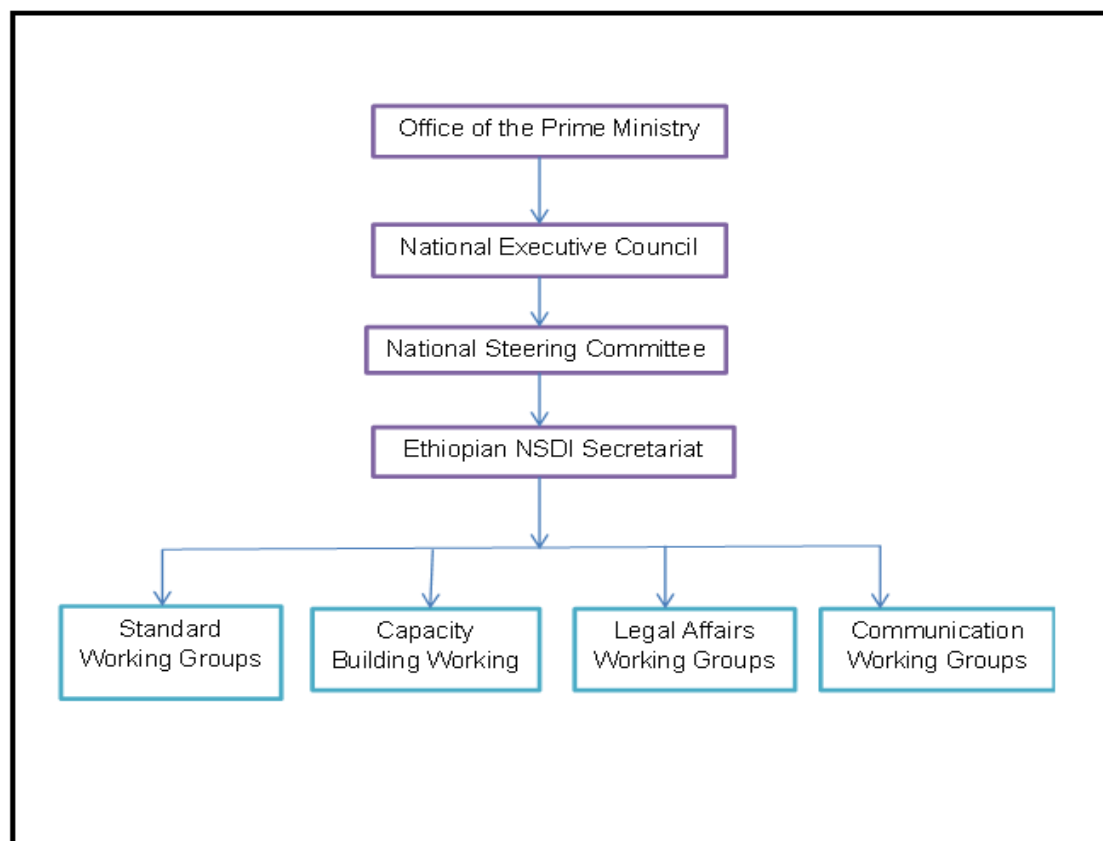 Office of the Prime Ministry
National Executive Council
National Steering Committee
Ethiopian NSDI Secretariat
Standard
Working Groups
Capacity
Building Working
Legal Affairs
Working Groups
Communication
Working Groups